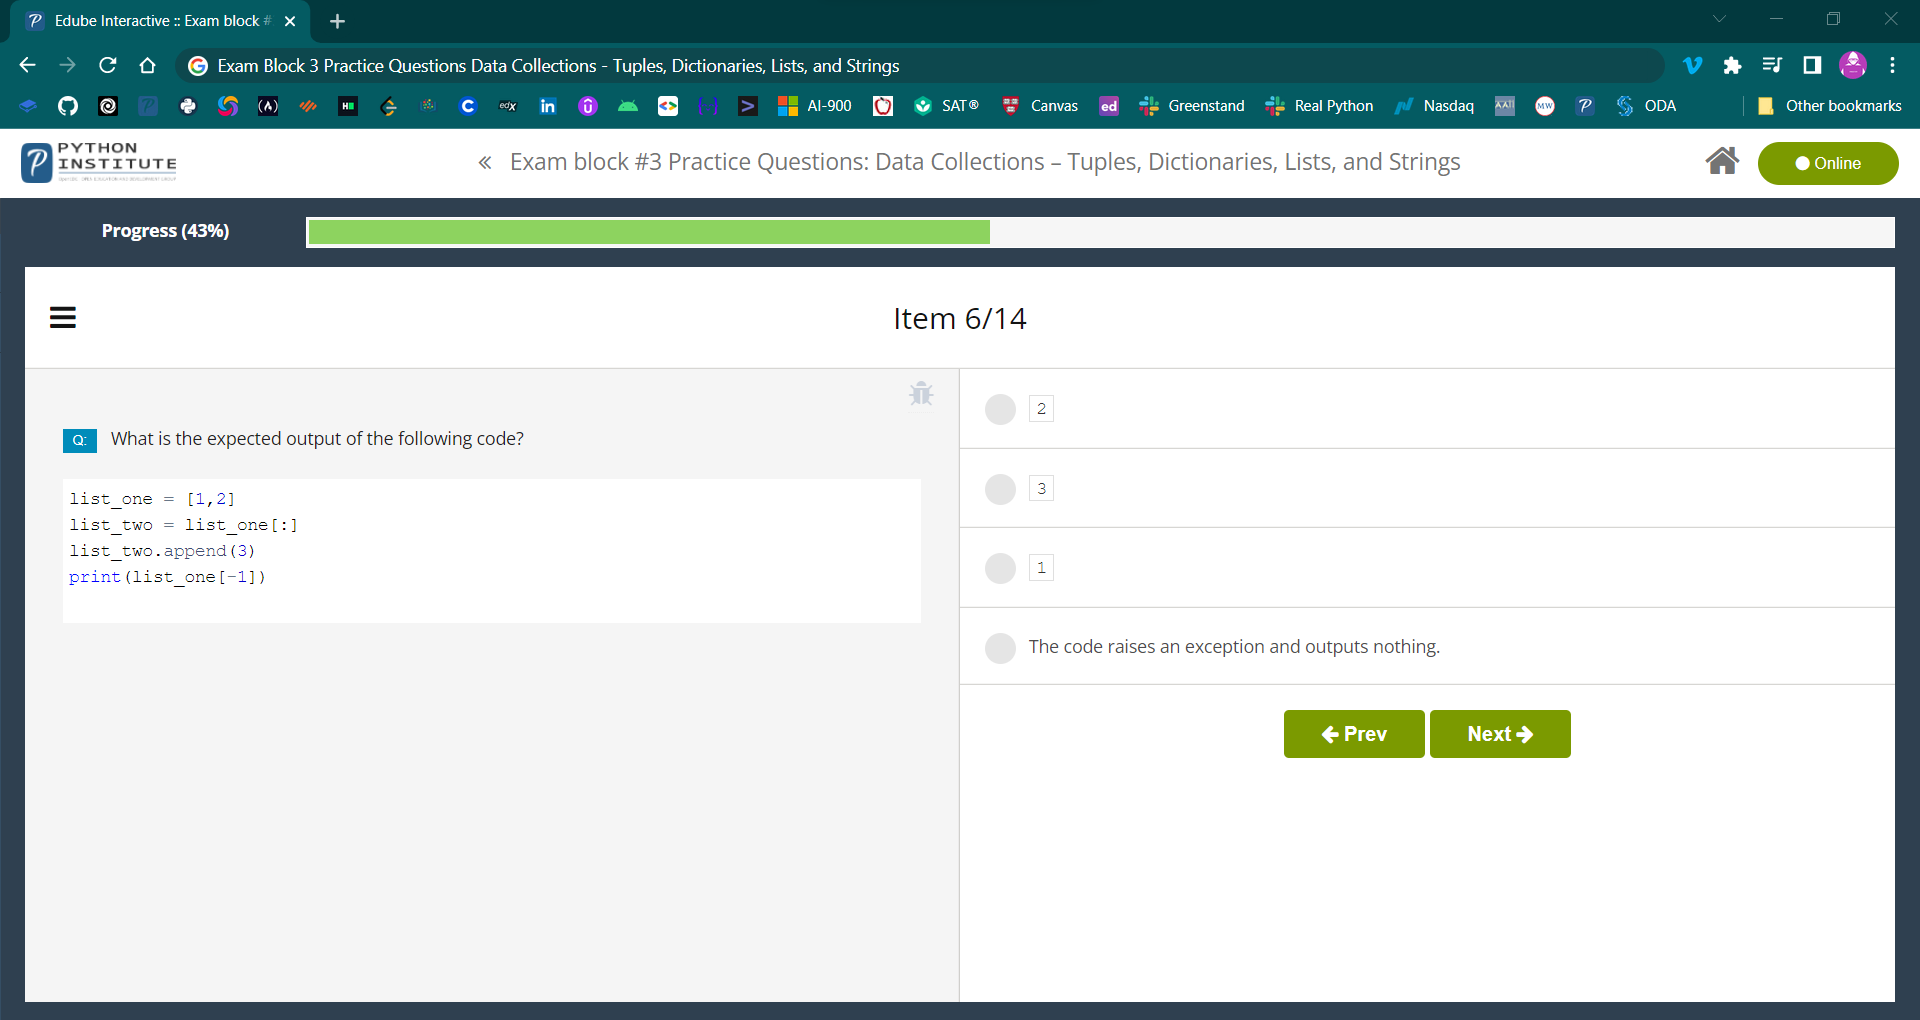 Edube Interactive :: Exam block #
Exam Block 3 Practice Questions Data Collections - Tuples, Dictionaries, Lists, and Strings
AI-900
SAT®
Canvas
ed
Greenstand
Real Python
Nasdaq
MW
ODA
Other bookmarks
PYTHON
INSTITUTE
« Exam block #3 Practice Questions: Data Collections – Tuples, Dictionaries, Lists, and Strings
Online
Progress (43%)
Item 6/14
Q: What is the expected output of the following code?
list_one = [1,2]
list_two = list_one[:]
list_two.append(3)
print(list_one[-1])
2
3
1
The code raises an exception and outputs nothing.
Prev
Next